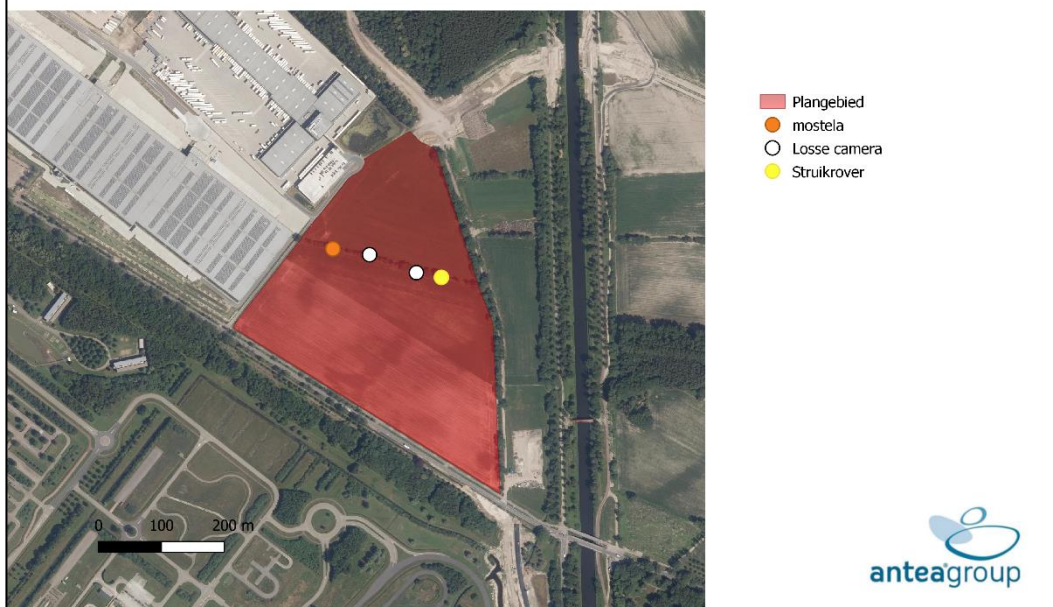 Plangebied
mostela
Losse camera
Struikrover
0 100 200 m
anteagroup